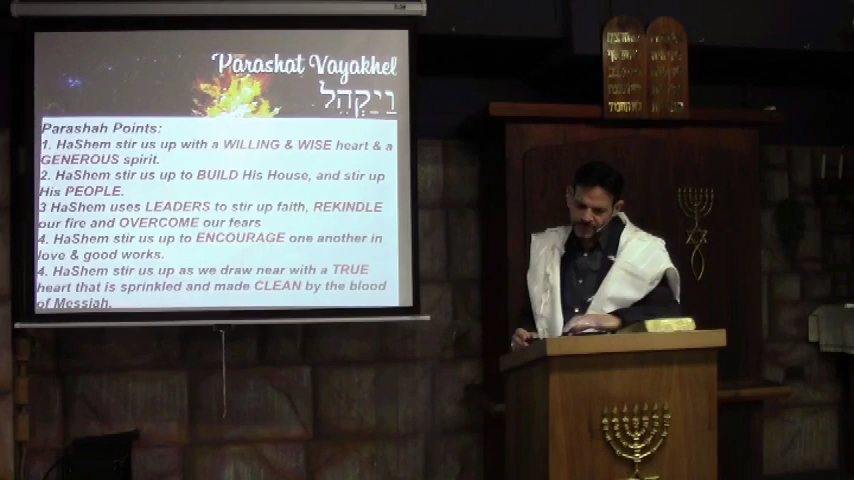 Parashat Vayakhel
וַיַּקְהֵל
Parashah Points:
1. HaShem stir us up with a WILLING & WISE heart & a
GENEROUS spirit.
2. HaShem stir us up to BUILD His House, and stir up
His PEOPLE.
3 HaShem uses LEADERS to stir up faith, REKINDLE
our fire and OVERCOME our fears
4. HaShem stir us up to ENCOURAGE one another in
love & good works.
4. HaShem stir us up as we draw near with a TRUE
heart that is sprinkled and made CLEAN by the blood
of Messiah.